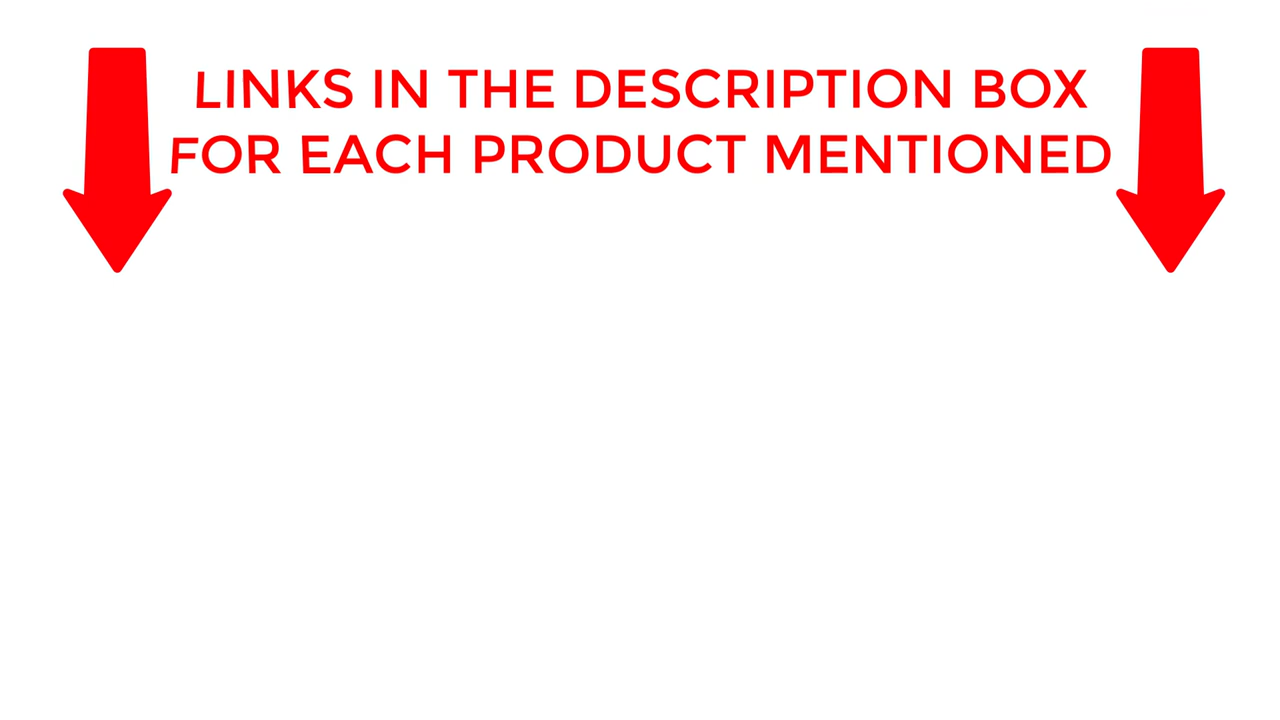 LINKS IN THE DESCRIPTION BOX
FOR EACH PRODUCT MENTIONED